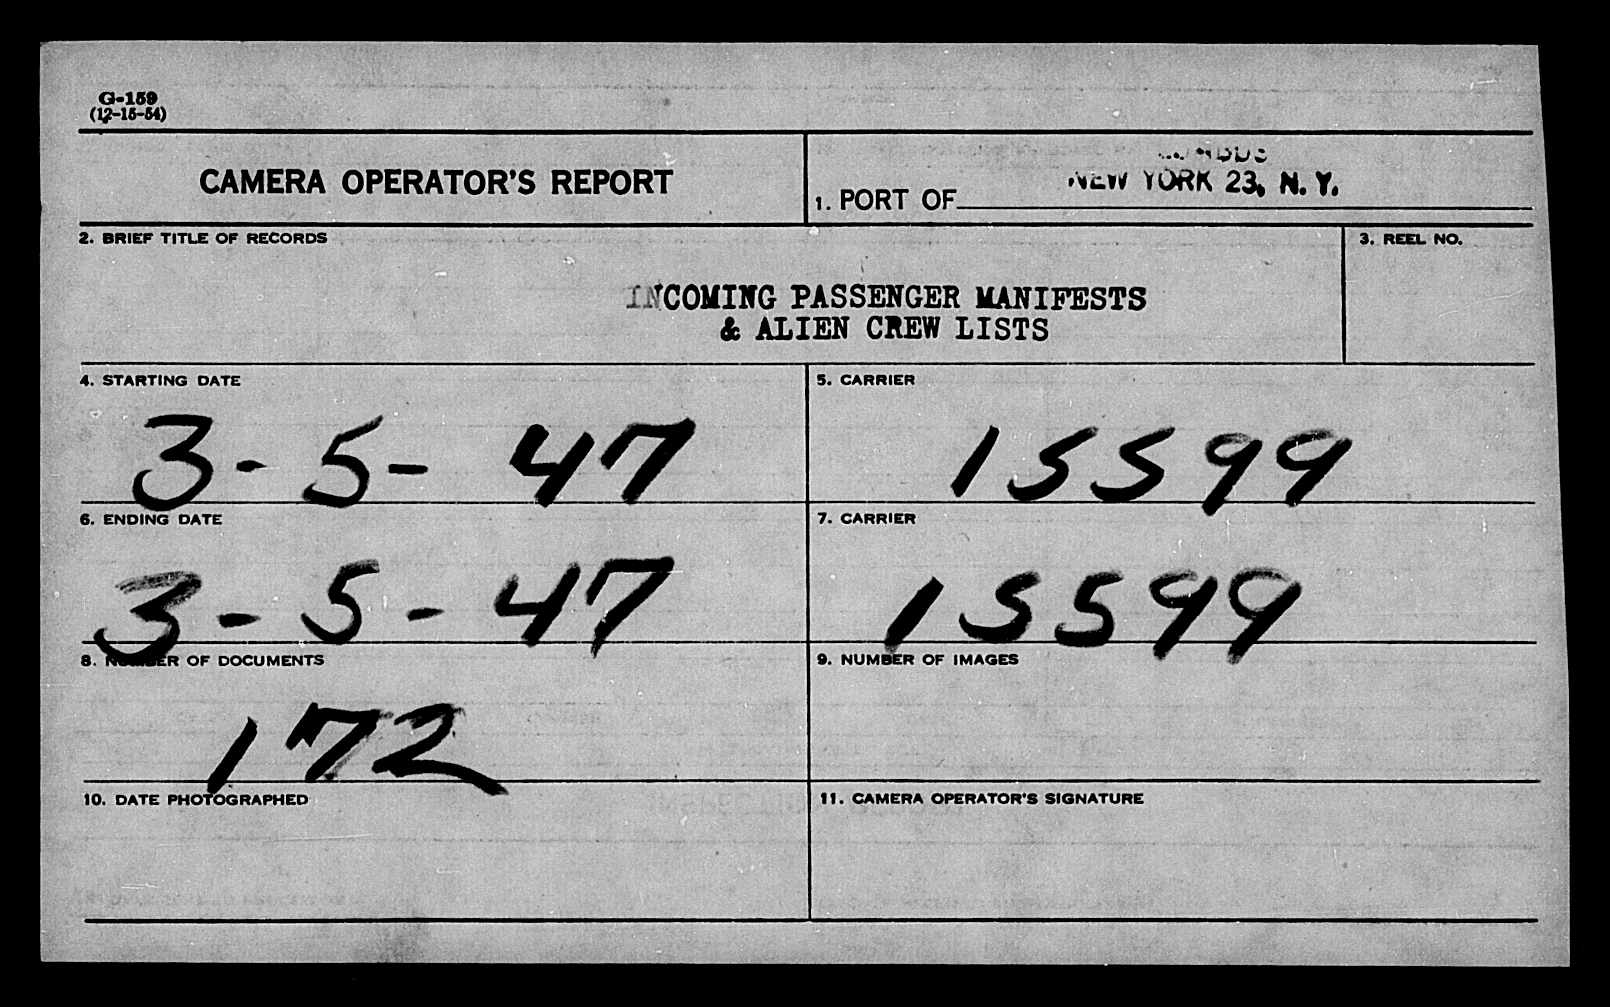 G-159
(12-15-54)
CAMERA OPERATOR'S REPORT
1. PORT OF NEW YORK 23, N. Y.
2. BRIEF TITLE OF RECORDS
3. REEL NO.
INCOMING PASSENGER MANIFESTS
& ALIEN CREW LISTS
4. STARTING DATE
5. CARRIER
3-5-47
15599
6. ENDING DATE
7. CARRIER
3-5-47
15599
8. NUMBER OF DOCUMENTS
9. NUMBER OF IMAGES
172
10. DATE PHOTOGRAPHED
11. CAMERA OPERATOR'S SIGNATURE